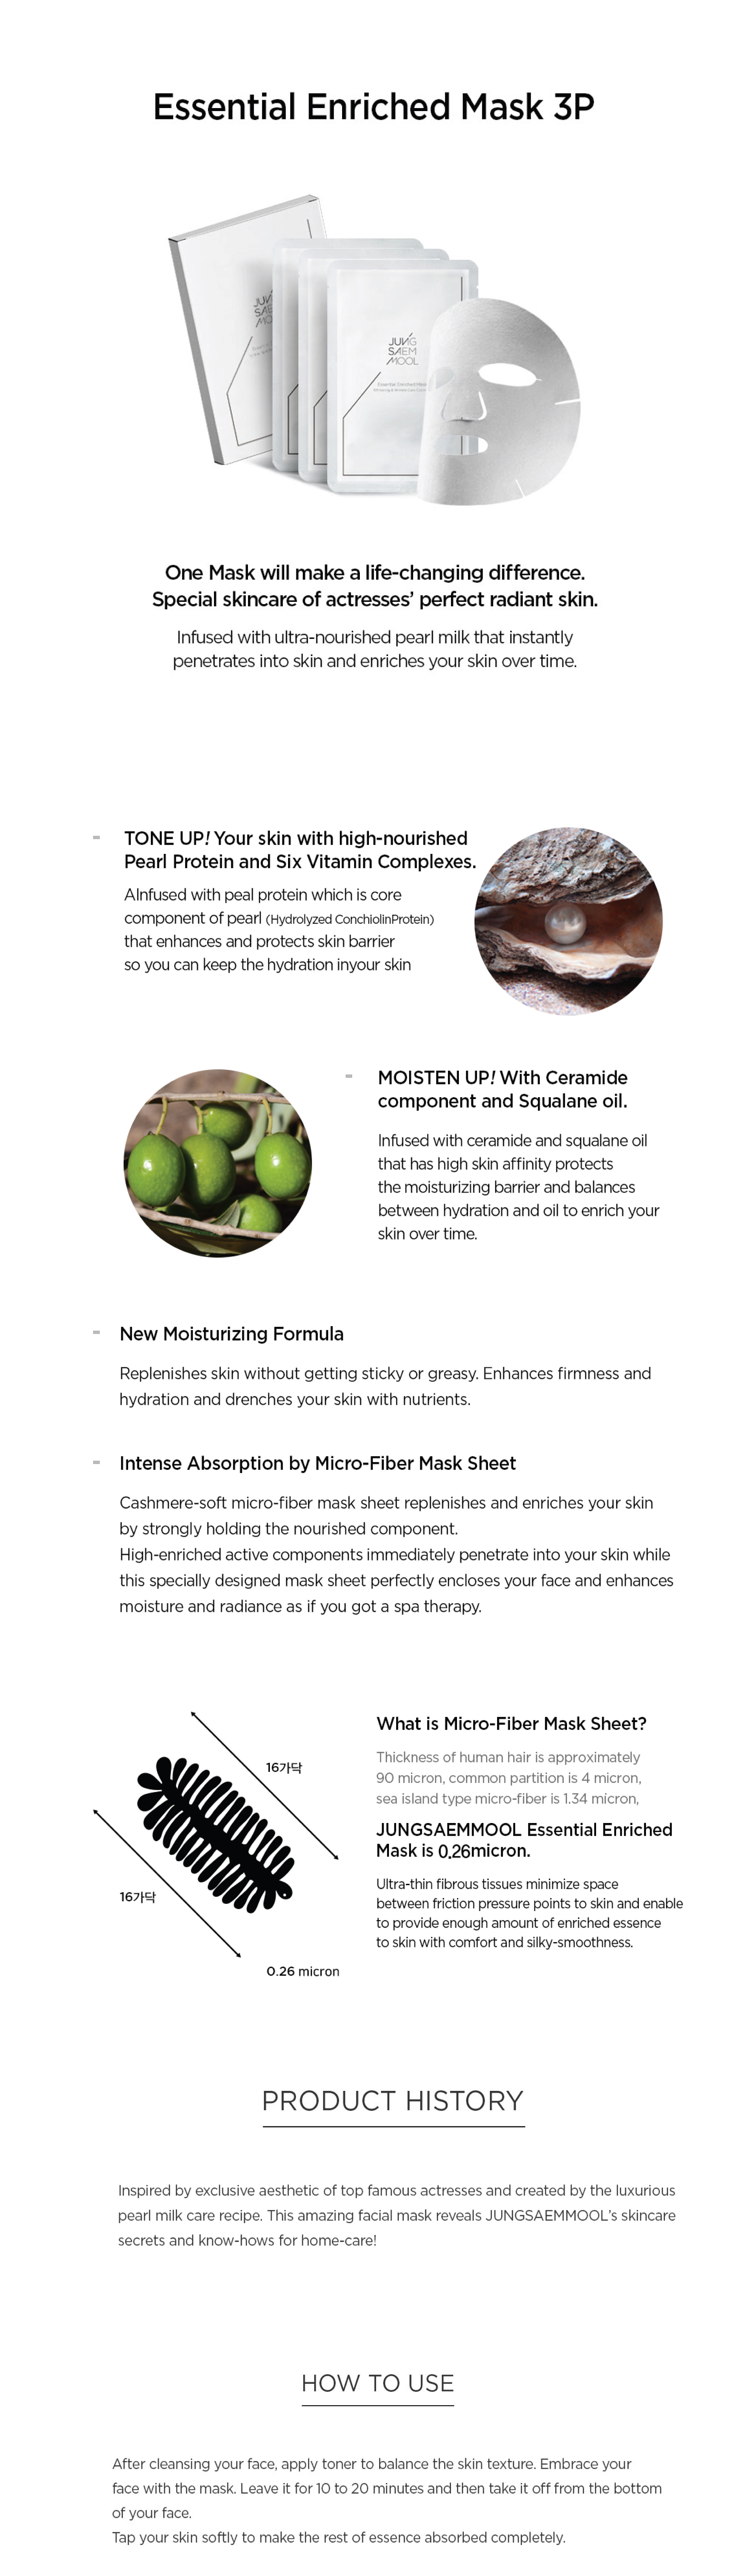 Essential Enriched Mask 3P
JUNG
SAEM
MOOL
JUNG
SAEM
MOOL
Essential Enriched Mask
One Mask will make a life-changing difference.
Special skincare of actresses' perfect radiant skin.
Infused with ultra-nourished pearl milk that instantly
penetrates into skin and enriches your skin over time.
TONE UP! Your skin with high-nourished
Pearl Protein and Six Vitamin Complexes.
AInfused with peal protein which is core
component of pearl (Hydrolyzed ConchiolinProtein)
that enhances and protects skin barrier
so you can keep the hydration inyour skin
MOISTEN UP! With Ceramide
component and Squalane oil.
Infused with ceramide and squalane oil
that has high skin affinity protects
the moisturizing barrier and balances
between hydration and oil to enrich your
skin over time.
New Moisturizing Formula
Replenishes skin without getting sticky or greasy. Enhances firmness and
hydration and drenches your skin with nutrients.
Intense Absorption by Micro-Fiber Mask Sheet
Cashmere-soft micro-fiber mask sheet replenishes and enriches your skin
by strongly holding the nourished component.
High-enriched active components immediately penetrate into your skin while
this specially designed mask sheet perfectly encloses your face and enhances
moisture and radiance as if you got a spa therapy.
16가닥
16가닥
0.26 micron
What is Micro-Fiber Mask Sheet?
Thickness of human hair is approximately
90 micron, common partition is 4 micron,
sea island type micro-fiber is 1.34 micron,
JUNGSAEMMOOL Essential Enriched
Mask is 0.26micron.
Ultra-thin fibrous tissues minimize space
between friction pressure points to skin and enable
to provide enough amount of enriched essence
to skin with comfort and silky-smoothness.
PRODUCT HISTORY
Inspired by exclusive aesthetic of top famous actresses and created by the luxurious
pearl milk care recipe. This amazing facial mask reveals JUNGSAEMMOOL's skincare
secrets and know-hows for home-care!
HOW TO USE
After cleansing your face, apply toner to balance the skin texture. Embrace your
face with the mask. Leave it for 10 to 20 minutes and then take it off from the bottom
of your face.
Tap your skin softly to make the rest of essence absorbed completely.